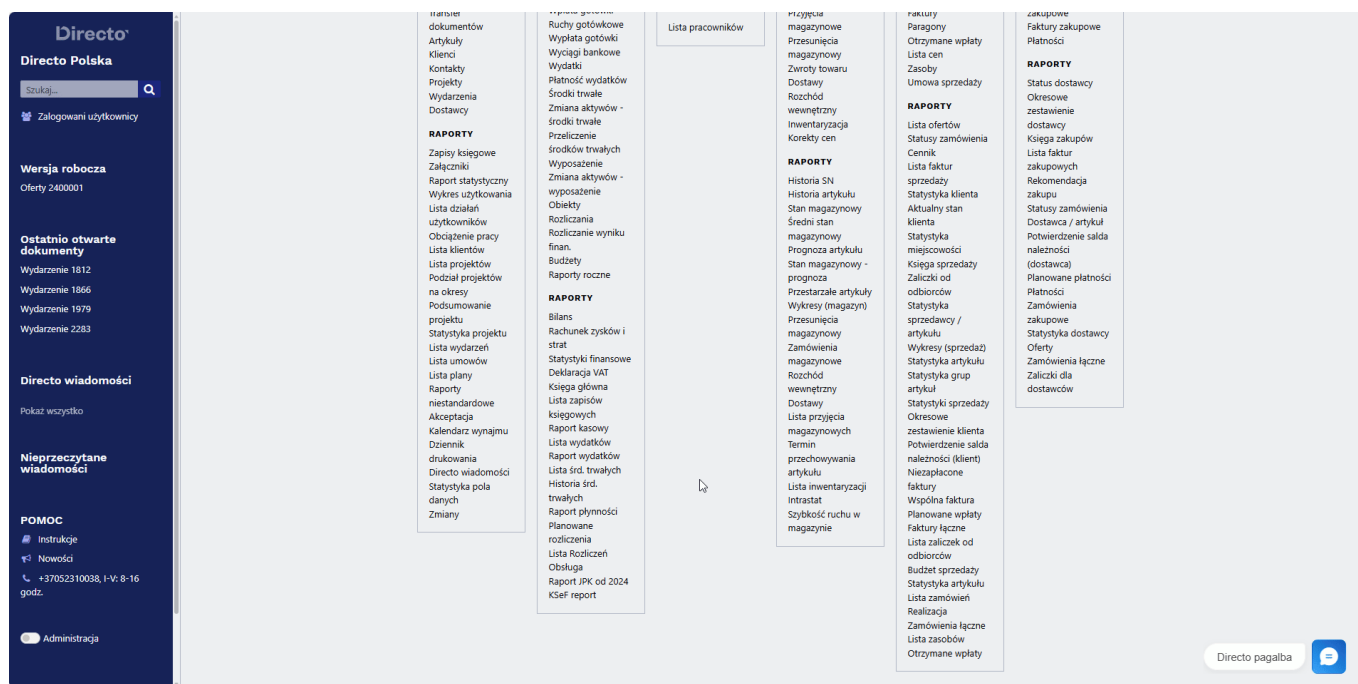 Directo
Directo Polska
Szukaj...
Zalogowani użytkownicy
Wersja robocza
Oferty 2400001
Ostatnio otwarte
dokumenty
Wydarzenie 1812
Wydarzenie 1866
Wydarzenie 1979
Wydarzenie 2283
Directo wiadomości
Pokaż wszystko
Nieprzeczytane
wiadomości
POMOC
Instrukcje
Nowości
+37052310038, I-V: 8-16
godz.
Administracja
Transfer
dokumentów
Artykuły
Klienci
Kontakty
Projekty
Wydarzenia
Dostawcy
RAPORTY
Zapisy księgowe
Załączniki
Raport statystyczny
Wykres użytkowania
Lista działań
użytkowników
Obciążenie pracy
Lista klientów
Lista projektów
Podział projektów
na okresy
Podsumowanie
projektu
Statystyka projektu
Lista wydarzeń
Lista umowów
Lista plany
Raporty
niestandardowe
Akceptacja
Kalendarz wynajmu
Dziennik
drukowania
Directo wiadomości
Statystyka pola
danych
Zmiany
Wpłata gotówki
Ruchy gotówkowe
Wypłata gotówki
Wyciągi bankowe
Wydatki
Płatność wydatków
Środki trwałe
Zmiana aktywów -
środki trwałe
Przeliczenie
środków trwałych
Wyposażenie
Zmiana aktywów -
wyposażenie
Obiekty
Rozliczania
Rozliczanie wyniku
finan.
Budżety
Raporty roczne
RAPORTY
Bilans
Rachunek zysków i
strat
Statystyki finansowe
Deklaracja VAT
Księga główna
Lista zapisów
księgowych
Raport kasowy
Lista wydatków
Raport wydatków
Lista śrd. trwałych
Historia śrd.
trwałych
Raport płynności
Planowane
rozliczenia
Lista Rozliczeń
Obsługa
Raport JPK od 2024
KSeF report
Lista pracowników
Przyjęcia
magazynowe
Przesunięcia
magazynowy
Zwroty towaru
Dostawy
Rozchód
wewnętrzny
Inwentaryzacja
Korekty cen
RAPORTY
Historia SN
Historia artykułu
Stan magazynowy
Średni stan
magazynowy
Prognoza artykułu
Stan magazynowy -
prognoza
Przestarzałe artykuły
Wykresy (magazyn)
Przesunięcia
magazynowy
Zamówienia
magazynowe
Rozchód
wewnętrzny
Dostawy
Lista przyjęcia
magazynowych
Termin
przechowywania
artykułu
Lista inwentaryzacji
Intrastat
Szybkość ruchu w
magazynie
Faktury
Paragony
Otrzymane wpłaty
Lista cen
Zasoby
Umowa sprzedaży
RAPORTY
Lista ofertów
Statusy zamówienia
Cennik
Lista faktur
sprzedaży
Statystyka klienta
Aktualny stan
klienta
Statystyka
miejscowości
Księga sprzedaży
Zaliczki od
odbiorców
Statystyka
sprzedawcy /
artykułu
Wykresy (sprzedaż)
Statystyka artykułu
Statystyka grup
artykuł
Statystyki sprzedaży
Okresowe
zestawienie klienta
Potwierdzenie salda
należności (klient)
Niezapłacone
faktury
Wspólna faktura
Planowane wpłaty
Faktury łączne
Lista zaliczek od
odbiorców
Budżet sprzedaży
Statystyka artykułu
Lista zamówień
Realizacja
Zamówienia łączne
Lista zasobów
Otrzymane wpłaty
zakupowe
Faktury zakupowe
Płatności
RAPORTY
Status dostawcy
Okresowe
zestawienie
dostawcy
Księga zakupów
Lista faktur
zakupowych
Rekomendacja
zakupu
Statusy zamówienia
Dostawca / artykuł
Potwierdzenie salda
należności
(dostawca)
Planowane płatności
Płatności
Zamówienia
zakupowe
Statystyka dostawcy
Oferty
Zamówienia łączne
Zaliczki dla
dostawców
Directo pagalba